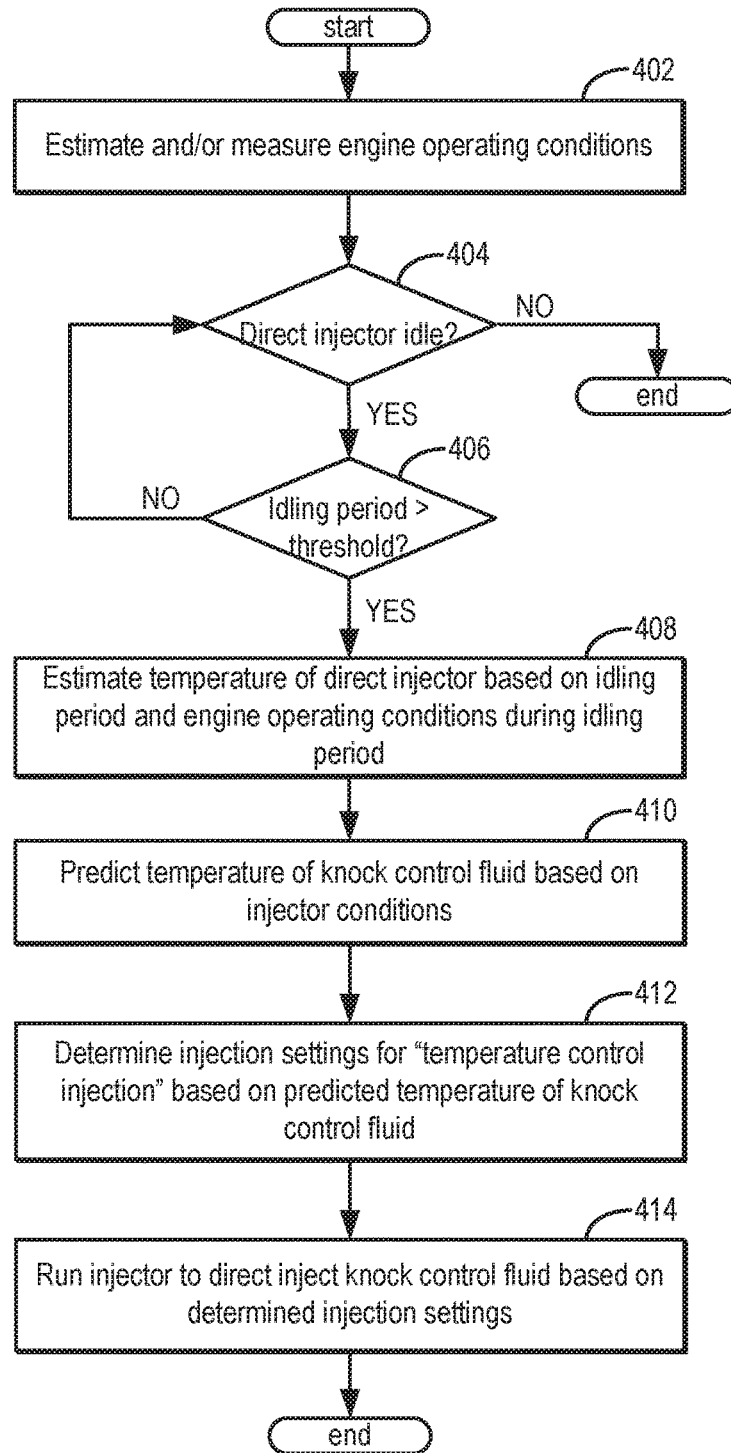 start
402
Estimate and/or measure engine operating conditions
404
Direct injector idle?
NO
end
YES
406
Idling period >
threshold?
NO
YES
408
Estimate temperature of direct injector based on idling
period and engine operating conditions during idling
period
410
Predict temperature of knock control fluid based on
injector conditions
412
Determine injection settings for “temperature control
injection” based on predicted temperature of knock
control fluid
414
Run injector to direct inject knock control fluid based on
determined injection settings
end